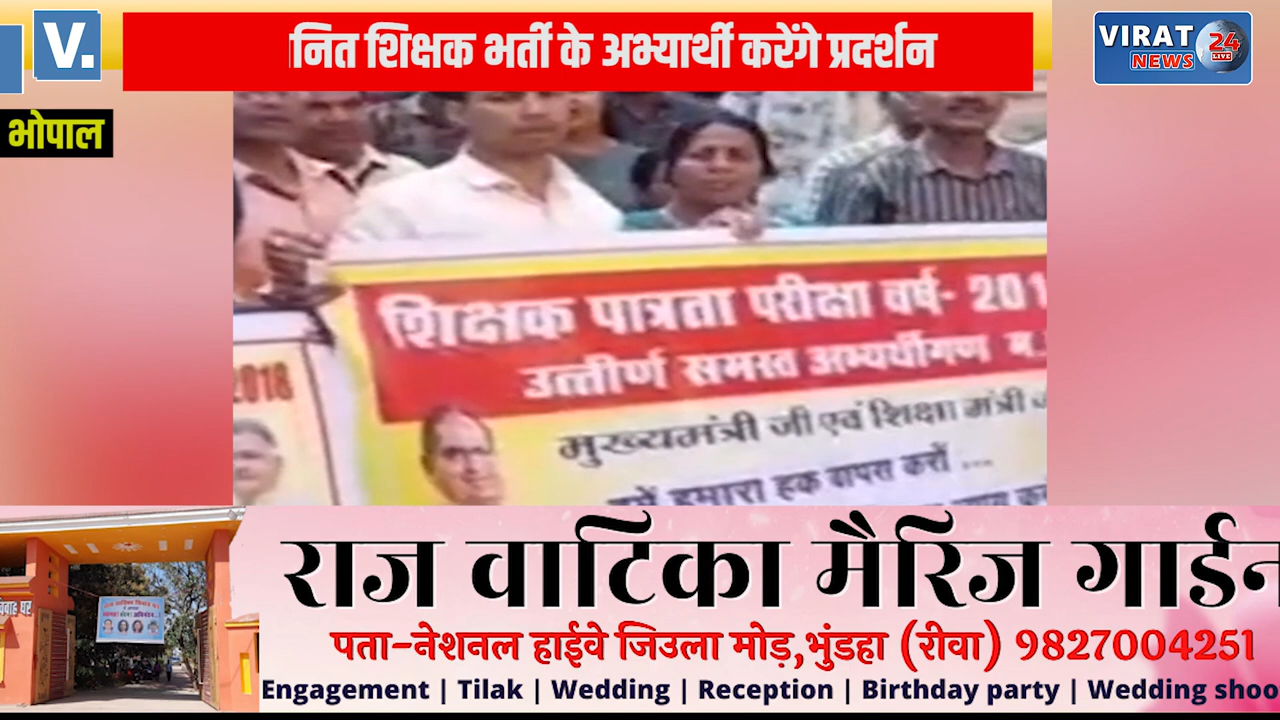 V.
नित शिक्षक भर्ती के अभ्यार्थी करेंगे प्रदर्शन
VIRAT
NEWS
24
LIVE
भोपाल
शिक्षक पात्रता परीक्षा वर्ष- 201
उत्तीर्ण समस्त अभ्यर्थीगण म.
2018
मुख्यमंत्री जी एवं शिक्षा मंत्री
हमारा हक वापस करों ...
राज वाटिका मैरिज गार्डन
पता-नेशनल हाईवे जिउला मोड़,भुंडहा (रीवा) 9827004251
Engagement | Tilak | Wedding | Reception | Birthday party | Wedding shoo